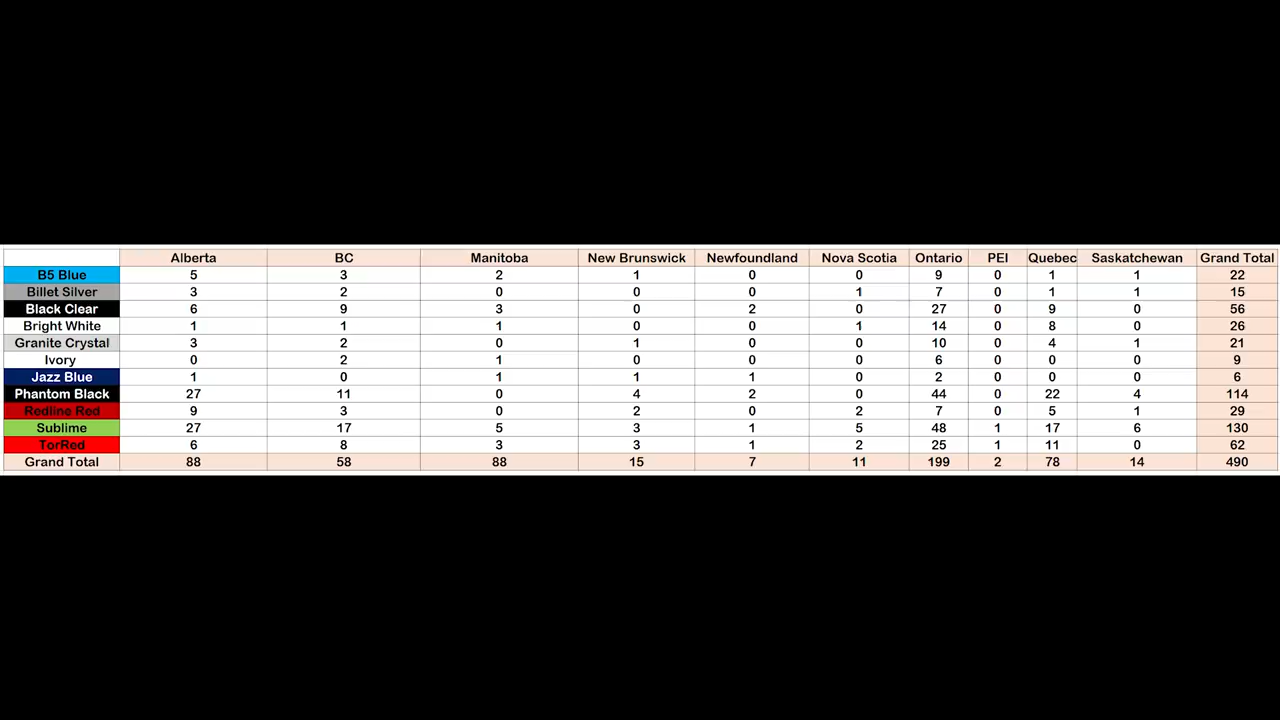 Alberta BC Manitoba New Brunswick Newfoundland Nova Scotia Ontario PEI Quebec Saskatchewan Grand Total
B5 Blue 5 3 2 1 0 0 9 0 1 1 22
Billet Silver 3 2 0 0 0 1 7 0 1 1 15
Black Clear 6 9 3 0 2 0 27 0 9 0 56
Bright White 1 1 1 0 0 1 14 0 8 0 26
Granite Crystal 3 2 0 1 0 0 10 0 4 1 21
Ivory 0 2 1 0 0 0 6 0 0 0 9
Jazz Blue 1 0 1 1 1 0 2 0 0 0 6
Phantom Black 27 11 0 4 2 0 44 0 22 4 114
Redline Red 9 3 0 2 0 2 7 0 5 1 29
Sublime 27 17 5 3 1 5 48 1 17 6 130
TorRed 6 8 3 3 1 2 25 1 11 0 62
Grand Total 88 58 88 15 7 11 199 2 78 14 490